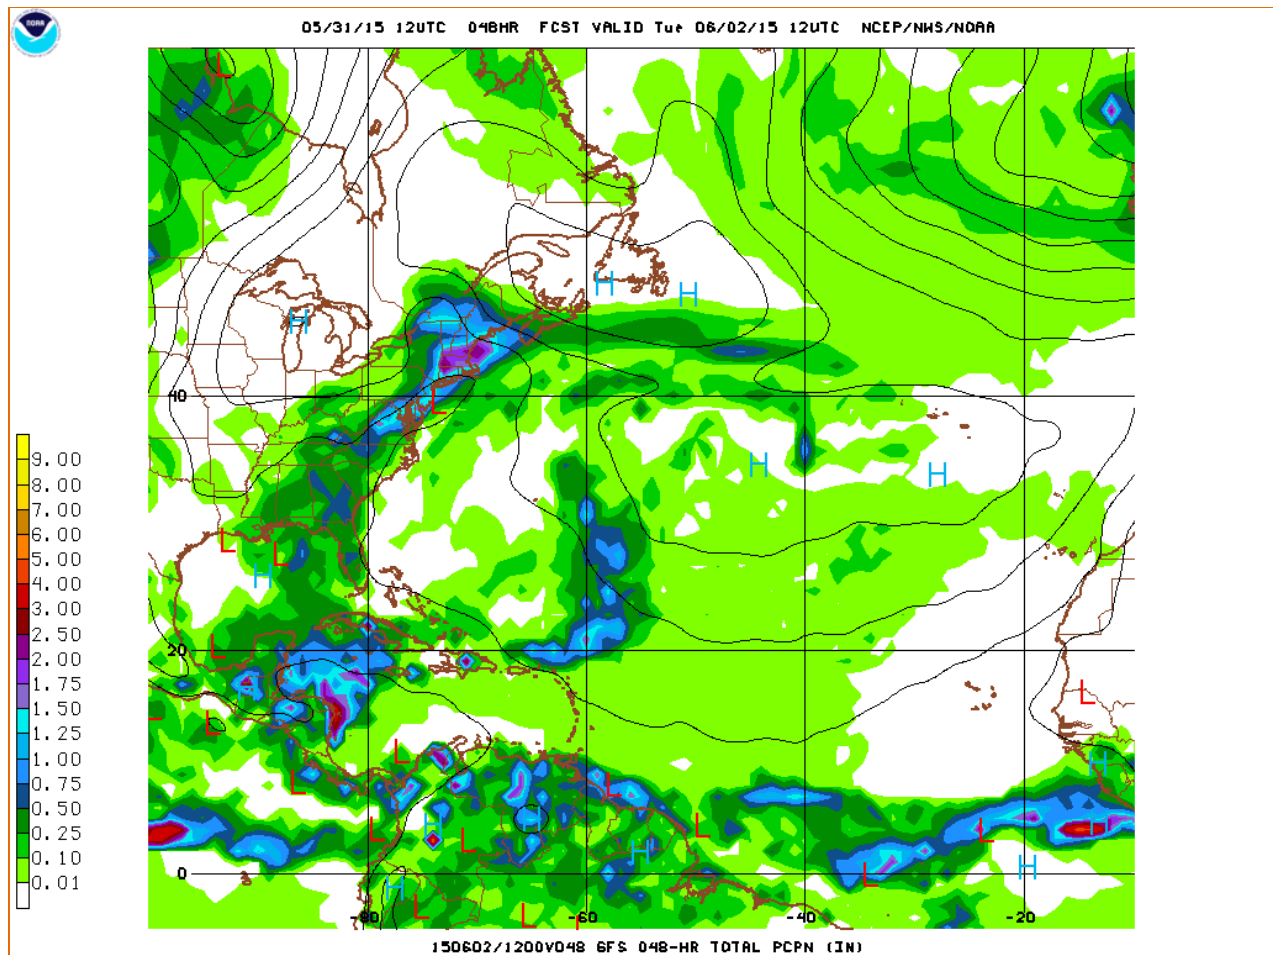 NOAA
05/31/15 12UTC 048HR FCST VALID Tue 06/02/15 12UTC NCEP/NWS/NOAA
L
H
H
H
40
L
H
H
9.00
8.00
7.00
6.00
5.00
4.00
3.00
2.50
2.00
1.75
1.50
1.25
1.00
0.75
0.50
0.25
0.10
0.01
L
L
H
L
20
H
L
L
L
L
H
L
L
H
L
L
L
H
H
L
H
L
H
0
L
H
L
L
-80
-60
-40
-20
150602/1200V048 GFS 048-HR TOTAL PCPN (IN)